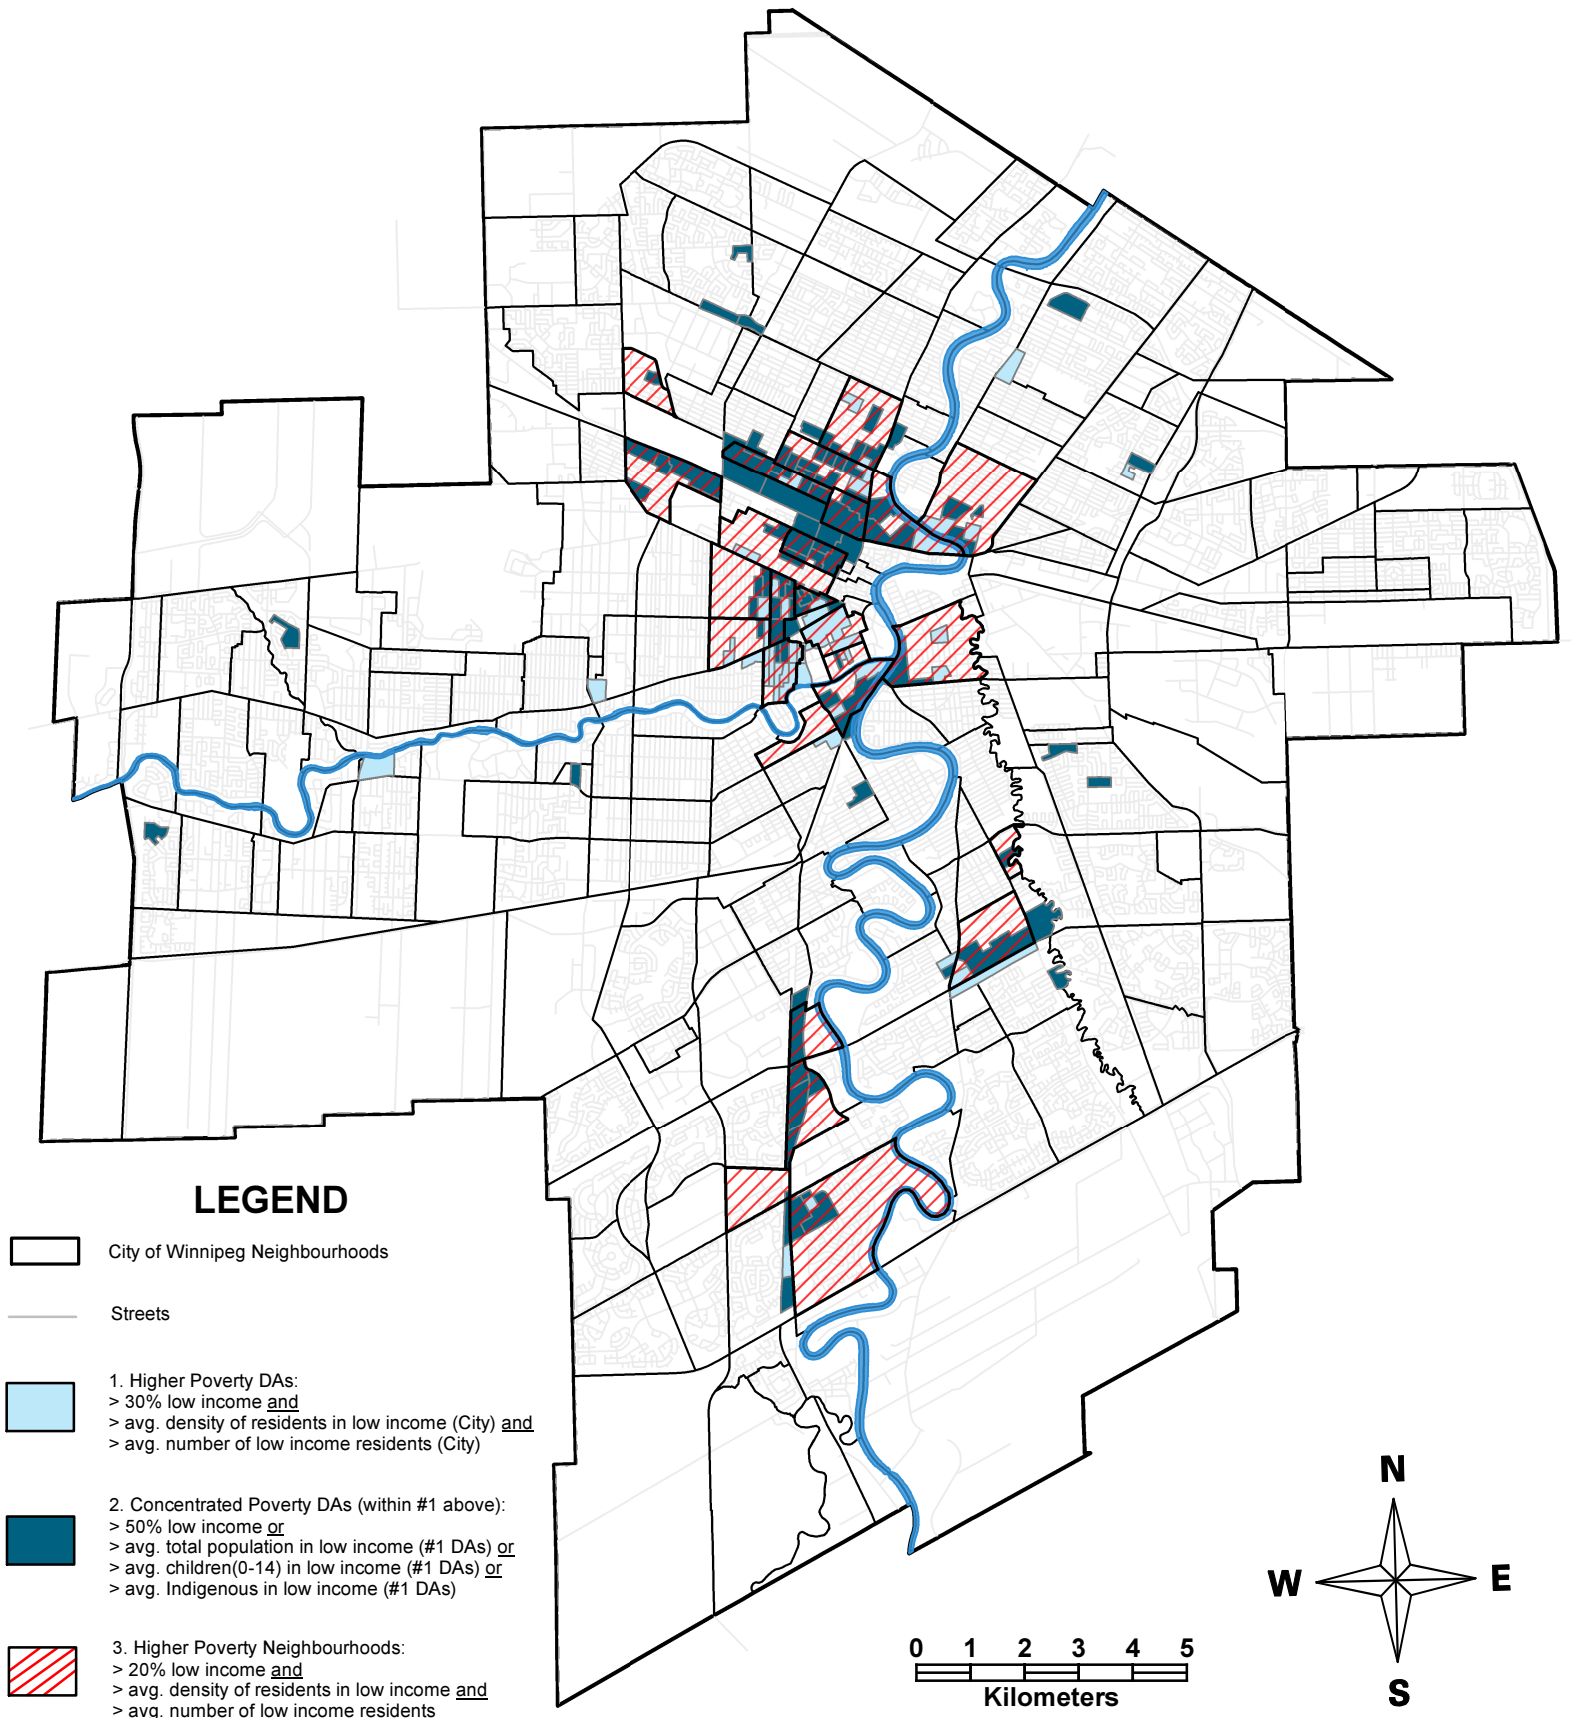 LEGEND
City of Winnipeg Neighbourhoods
Streets
1. Higher Poverty DAs:
> 30% low income and
> avg. density of residents in low income (City) and
> avg. number of low income residents (City)
2. Concentrated Poverty DAs (within #1 above):
> 50% low income or
> avg. total population in low income (#1 DAs) or
> avg. children(0-14) in low income (#1 DAs) or
> avg. Indigenous in low income (#1 DAs)
3. Higher Poverty Neighbourhoods:
> 20% low income and
> avg. density of residents in low income and
> avg. number of low income residents
0 1 2 3 4 5
Kilometers
N
W E
S